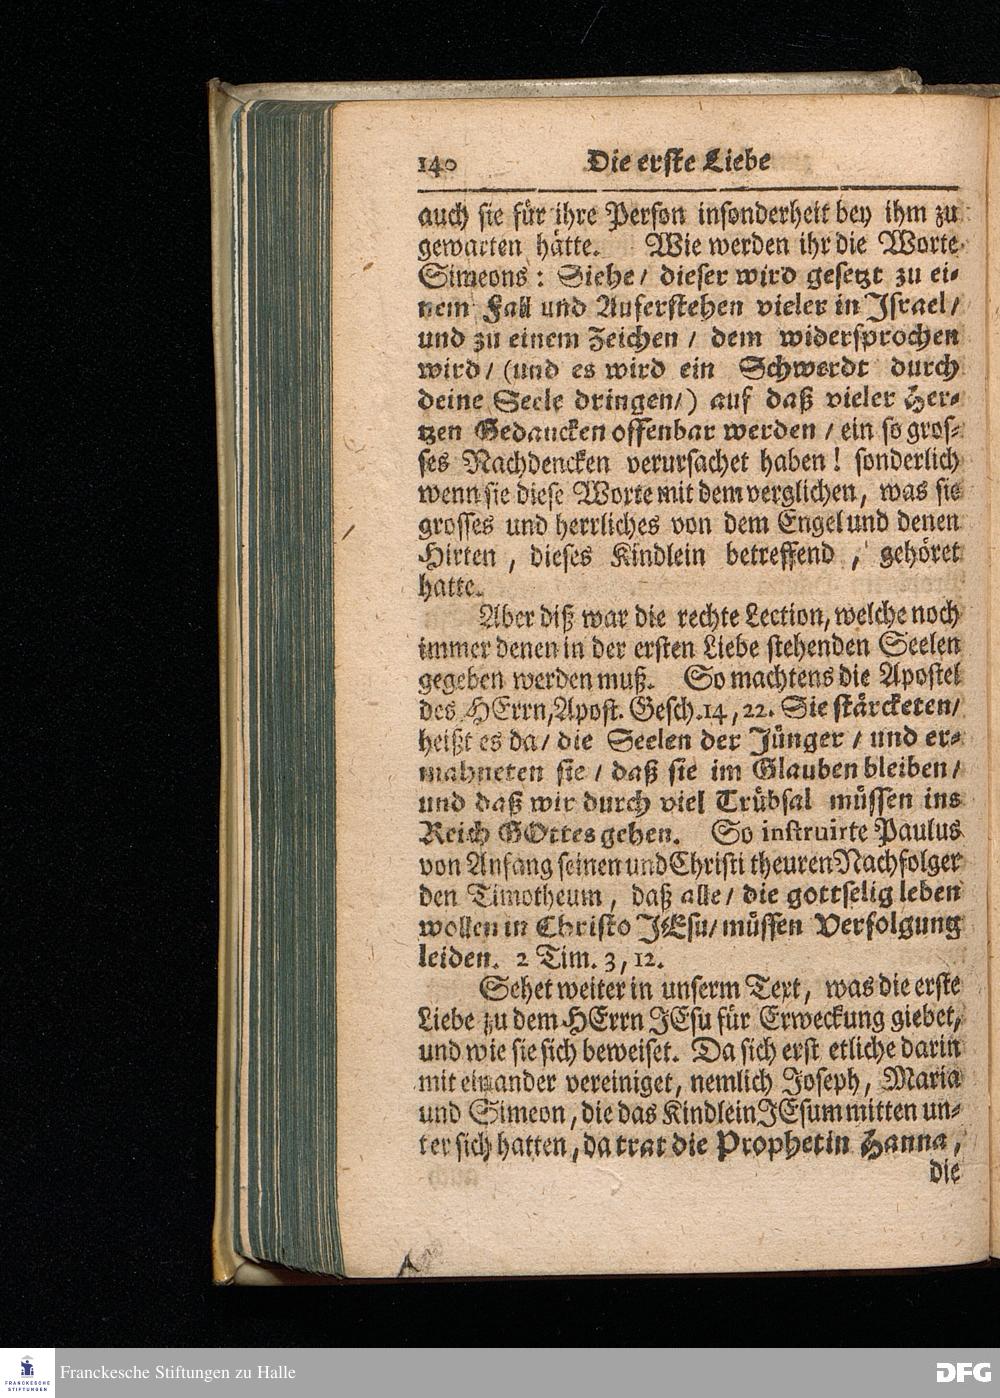 140 Die erste Liebe
auch sie für ihre Person insonderheit bey ihm zu
gewarten hätte. Wie werden ihr die Worte
Simeons: Siehe/ dieser wird gesetzt zu ei-
nem Fall und Auferstehen vieler in Israel/
und zu einem Zeichen / dem widersprochen
wird/ (und es wird ein Schwerdt durch
deine Seele dringen/) auf daß vieler Her-
tzen Gedancken offenbar werden / ein so gros-
ses Nachdencken verursachet haben! sonderlich
wenn sie diese Worte mit dem verglichen, was sie
grosses und herrliches von dem Engel und denen
Hirten, dieses Kindlein betreffend, gehöret
hatte.
Aber diß war die rechte Lection, welche noch
immer denen in der ersten Liebe stehenden Seelen
gegeben werden muß. So machtens die Apostel
des HErrn, Apost. Gesch. 14, 22. Sie stärcketen/
heißt es da/ die Seelen der Jünger / und er-
mahneten sie / daß sie im Glauben bleiben/
und daß wir durch viel Trübsal müssen ins
Reich GOttes gehen. So instruirte Paulus
von Anfang seinen und Christi theuren Nachfolger
den Timotheum, daß alle/ die gottselig leben
wollen in Christo JEsu/ müssen Verfolgung
leiden. 2 Tim. 3, 12.
Sehet weiter in unserm Text, was die erste
Liebe zu dem HErrn JEsu für Erweckung giebet,
und wie sie sich beweiset. Da sich erst etliche darin
mit einander vereiniget, nemlich Joseph, Maria
und Simeon, die das Kindlein JEsum mitten un-
ter sich hatten, da trat die Prophetin Hanna,
die
FRANCKESCHE
STIFTUNGEN
Franckesche Stiftungen zu Halle
DFG